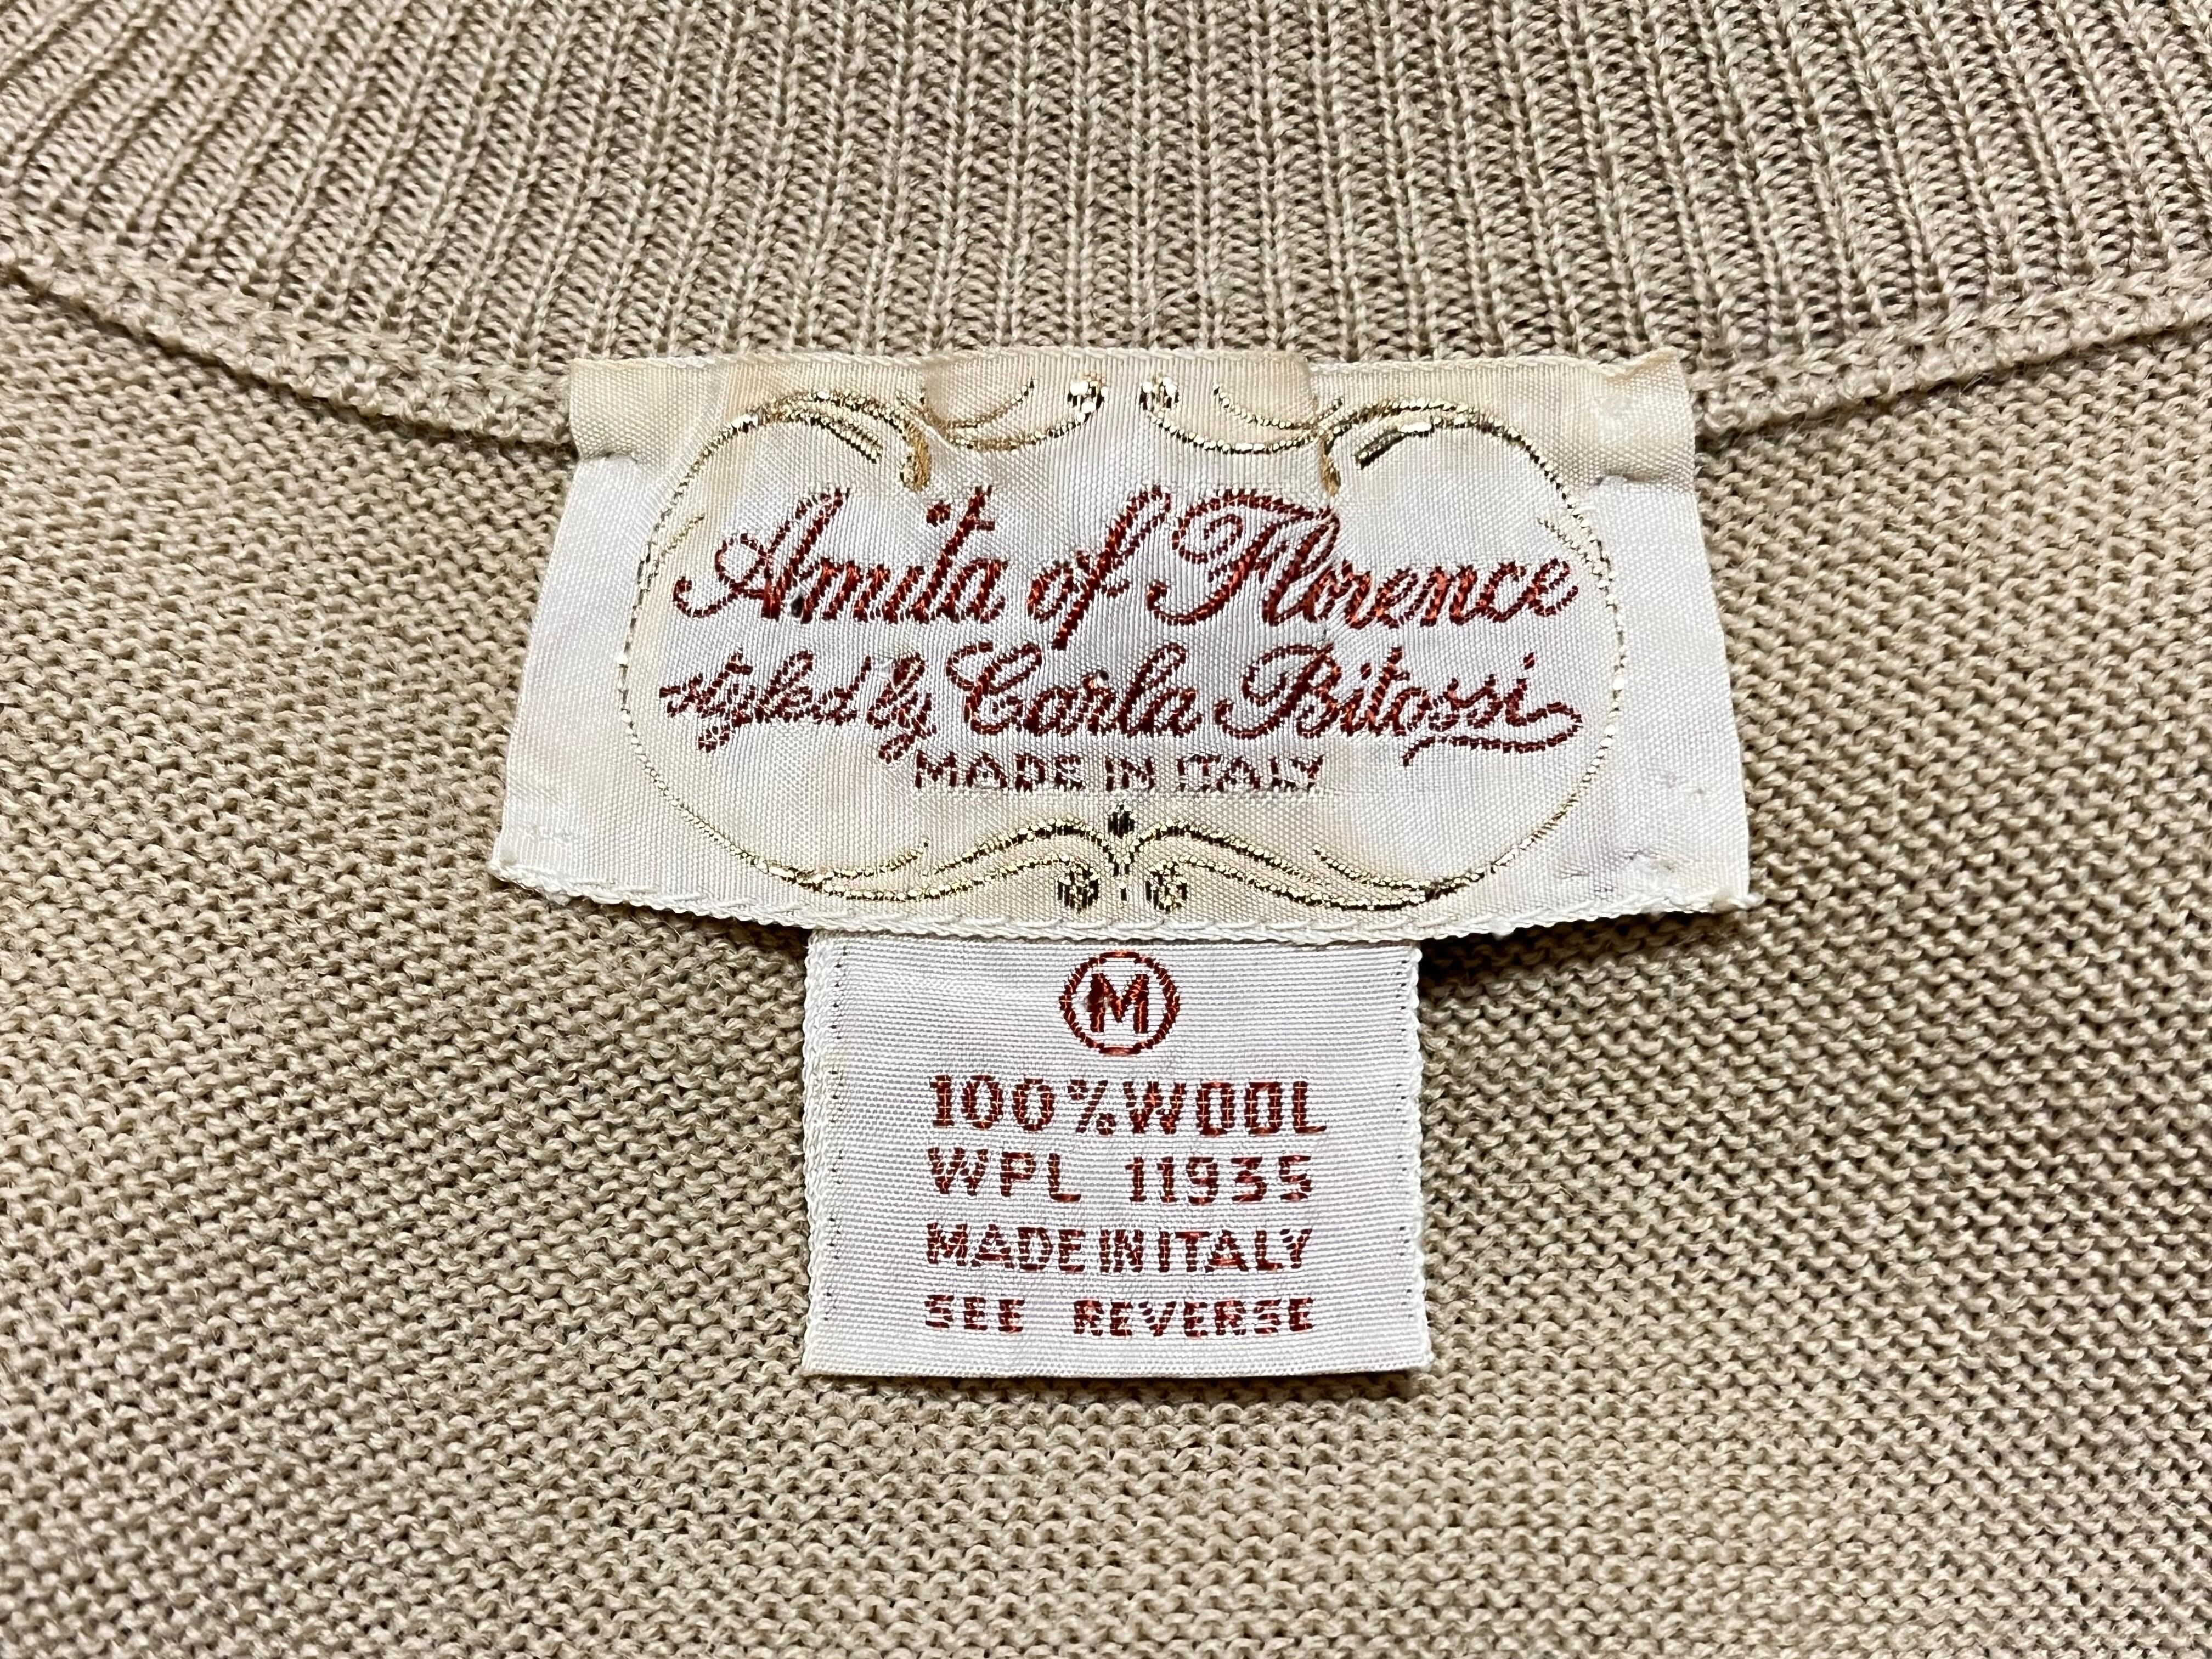 Amita of Florence
styled by Carla Bitossi
MADE IN ITALY
M
100% WOOL
WPL 11935
MADE IN ITALY
SEE REVERSE